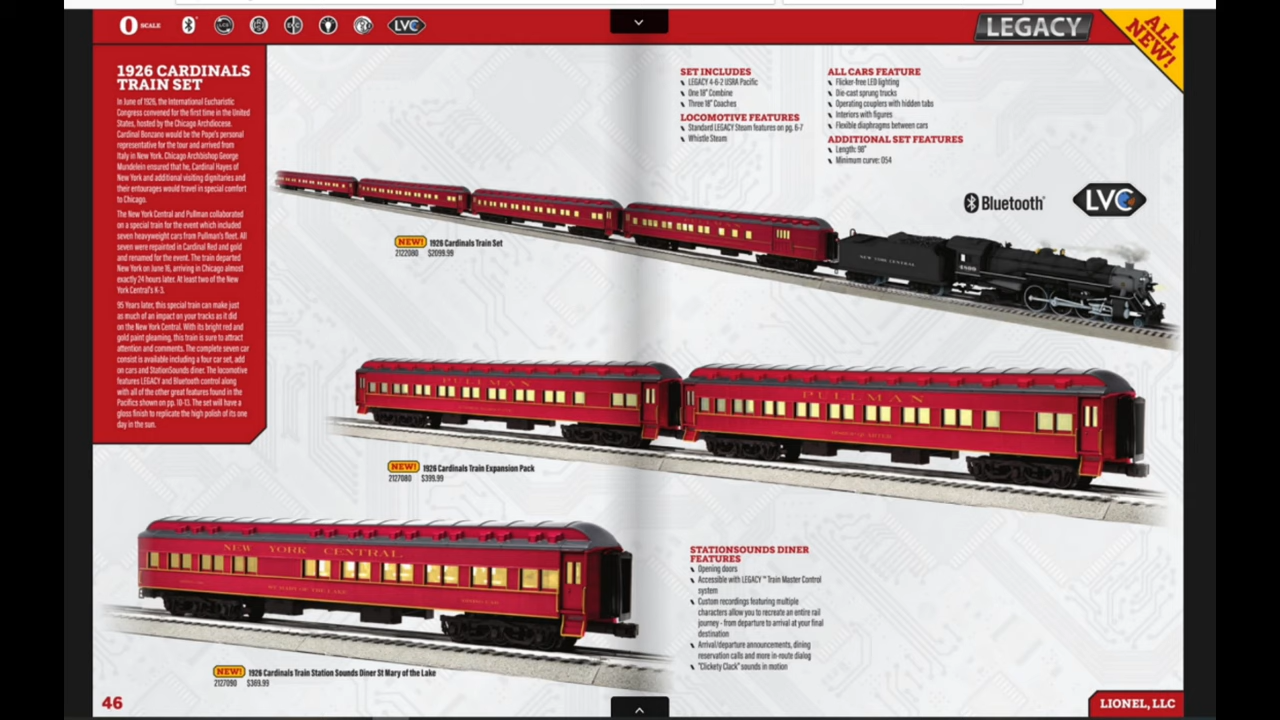 O SCALE
LVC
LEGACY
ALL
NEW!
1926 CARDINALS
TRAIN SET
In June of 1926, the International Eucharistic
Congress convened for the first time in the United
States, hosted by the Chicago Archdiocese.
Cardinal Bonzano would be the Pope's personal
representative for the tour and arrived from
Italy in New York. Chicago Archbishop George
Mundelein ensured that he, Cardinal Hayes of
New York and additional visiting dignitaries and
their entourages would travel in special comfort
to Chicago.
The New York Central and Pullman collaborated
on a special train for the event which included
seven heavyweight cars from Pullman's fleet. All
seven were repainted in Cardinal Red and gold
and renamed for the event. The train departed
New York on June 16, arriving in Chicago almost
exactly 24 hours later. At least two of the New
York Central's K-3.
95 Years later, this special train can make just
as much of an impact on your tracks as it did
on the New York Central. With its bright red and
gold paint gleaming, this train is sure to attract
attention and comments. The complete seven car
consist is available including a four car set, add
on cars and StationSounds diner. The locomotive
features LEGACY and Bluetooth control along
with all of the other great features found in the
Pacifics shown on pp. 10-13. The set will have a
gloss finish to replicate the high polish of its one
day in the sun.
SET INCLUDES
LEGACY 4-6-2 USRA Pacific
One 18" Combine
Three 18" Coaches
LOCOMOTIVE FEATURES
Standard LEGACY Steam features on pg. 6-7
Whistle Steam
ALL CARS FEATURE
Flicker-free LED lighting
Die-cast sprung trucks
Operating couplers with hidden tabs
Interiors with figures
Flexible diaphragms between cars
ADDITIONAL SET FEATURES
Length: 98"
Minimum curve: O54
Bluetooth
LVC
NEW YORK CENTRAL
NEW! 1926 Cardinals Train Set
2122080 $2099.99
PULLMAN
PULLMAN
NEW! 1926 Cardinals Train Expansion Pack
2127080 $399.99
NEW YORK CENTRAL
ST MARY OF THE LAKE
NEW! 1926 Cardinals Train Station Sounds Diner St Mary of the Lake
2127090 $369.99
STATIONSOUNDS DINER
FEATURES
Opening doors
Accessible with LEGACY™ Train Master Control
system
Custom recordings featuring multiple
characters allow you to recreate an entire rail
journey - from departure to arrival at your final
destination
Arrival/departure announcements, dining
reservation calls and more in-route dialog
"Clickety Clack" sounds in motion
46
LIONEL, LLC